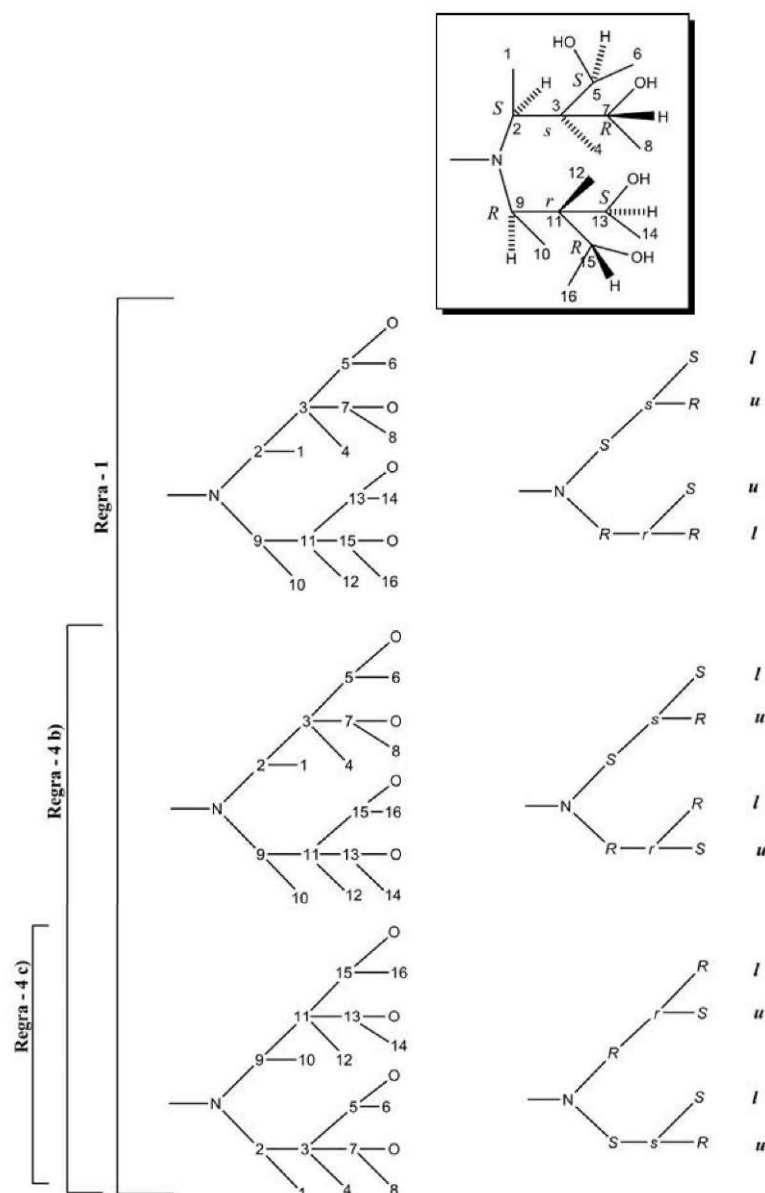 HO H 6
1 H S 5 OH
S 3 7 H
2 s R 8
N 4
12 OH
R 9 r S H
11 13 14
H 10 R 15 OH
16 H
Regra - 1
O
5 6
3 7 O
8
2 1 4
O
N 13 14
9 11 15 O
10 12 16
S l
s R u
S
N S u
R r R l
Regra - 4 b)
O
5 6
3 7 O
8
2 1 4
O
N 15 16
9 11 13 O
10 12 14
S l
s R u
S
N R l
R r S u
Regra - 4 c)
O
15 16
11 13 O
14
9 10 12
O
N 5 6
2 3 7 O
1 4 8
R l
r S u
R
N S l
S s R u